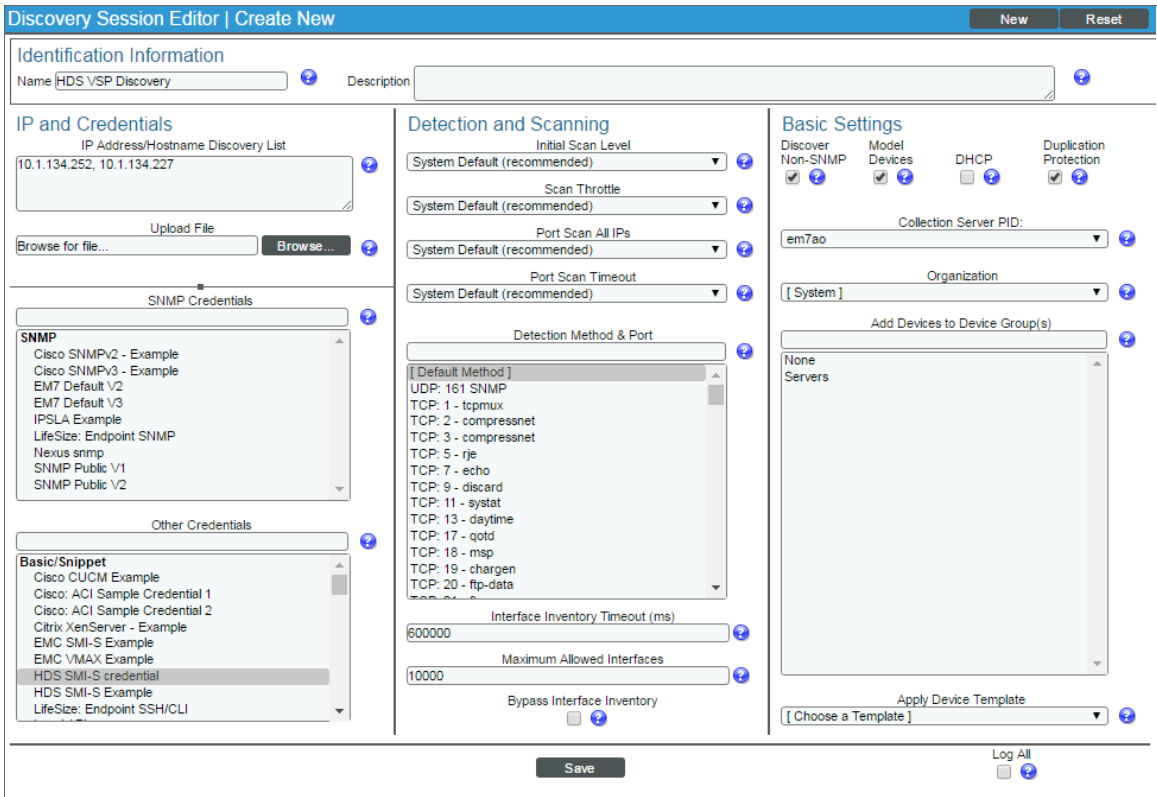 Discovery Session Editor | Create New
New
Reset
Identification Information
Name HDS VSP Discovery
Description
IP and Credentials
IP Address/Hostname Discovery List
10.1.134.252, 10.1.134.227
Upload File
Browse for file...
Browse...
SNMP Credentials
SNMP
Cisco SNMPv2 - Example
Cisco SNMPv3 - Example
EM7 Default V2
EM7 Default V3
IPSLA Example
LifeSize: Endpoint SNMP
Nexus snmp
SNMP Public V1
SNMP Public V2
Other Credentials
Basic/Snippet
Cisco CUCM Example
Cisco: ACI Sample Credential 1
Cisco: ACI Sample Credential 2
Citrix XenServer - Example
EMC SMI-S Example
EMC VMAX Example
HDS SMI-S credential
HDS SMI-S Example
LifeSize: Endpoint SSH/CLI
Detection and Scanning
Initial Scan Level
System Default (recommended)
Scan Throttle
System Default (recommended)
Port Scan All IPs
System Default (recommended)
Port Scan Timeout
System Default (recommended)
Detection Method & Port
[ Default Method ]
UDP: 161 SNMP
TCP: 1 - tcpmux
TCP: 2 - compressnet
TCP: 3 - compressnet
TCP: 5 - rje
TCP: 7 - echo
TCP: 9 - discard
TCP: 11 - systat
TCP: 13 - daytime
TCP: 17 - qotd
TCP: 18 - msp
TCP: 19 - chargen
TCP: 20 - ftp-data
Interface Inventory Timeout (ms)
600000
Maximum Allowed Interfaces
10000
Bypass Interface Inventory
Basic Settings
Discover
Non-SNMP
Model
Devices
DHCP
Duplication
Protection
Collection Server PID:
em7ao
Organization
[ System ]
Add Devices to Device Group(s)
None
Servers
Apply Device Template
[ Choose a Template ]
Save
Log All